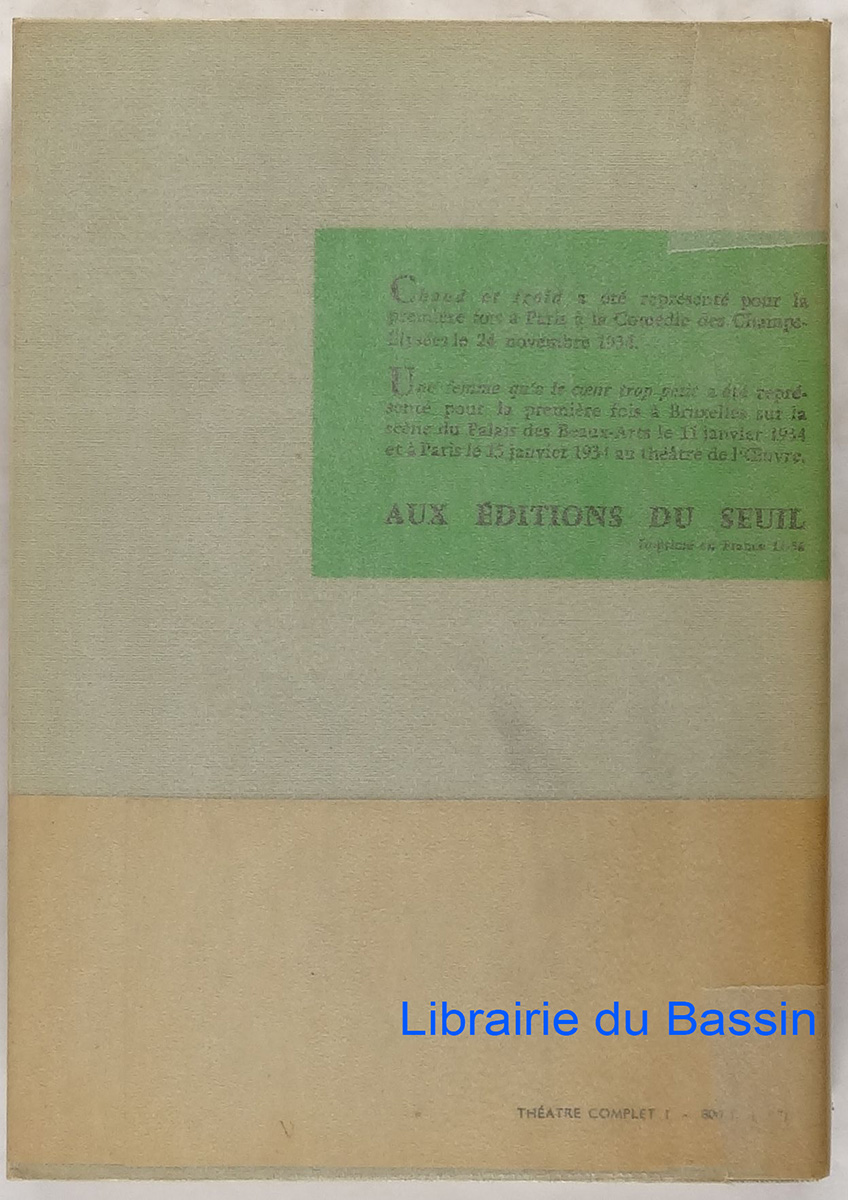 Chaud et froid a été représenté pour la
première fois à Paris à la Comédie des Champs-
Élysées le 24 novembre 1934.
Une femme qu'a le cœur trop petit a été repré-
senté pour la première fois à Bruxelles sur la
scène du Palais des Beaux-Arts le 11 janvier 1934
et à Paris le 15 janvier 1934 au théâtre de l'Œuvre.
AUX ÉDITIONS DU SEUIL
Imprimé en France
Librairie du Bassin
THÉATRE COMPLET 1 -